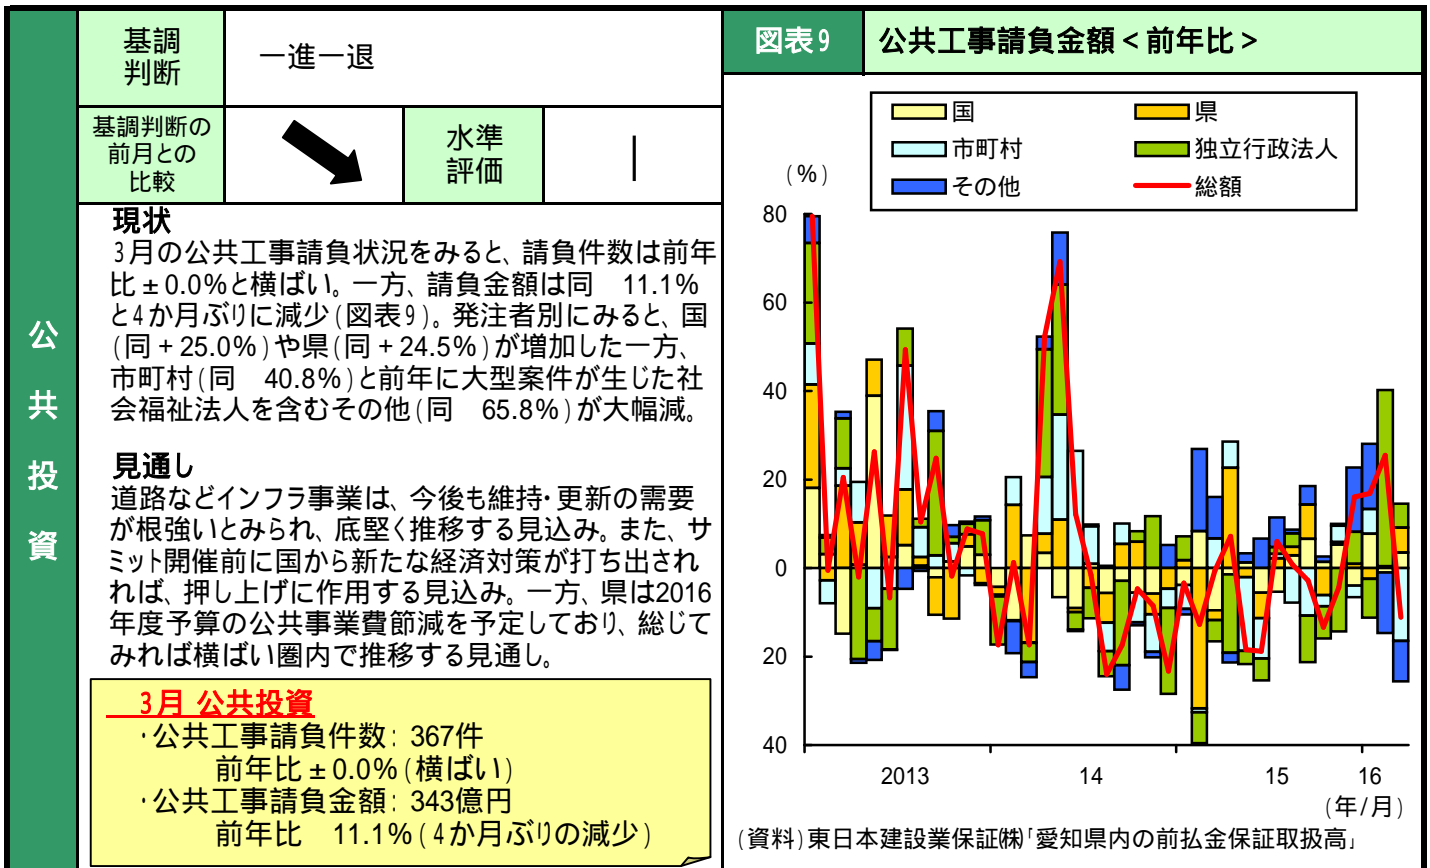 公共投資
基調
判断
一進一退
基調判断の
前月との
比較
水準
評価
現状
3月の公共工事請負状況をみると、請負件数は前年
比±0.0%と横ばい。一方、請負金額は同　11.1%
と4か月ぶりに減少(図表9)。発注者別にみると、国
(同+25.0%)や県(同+24.5%)が増加した一方、
市町村(同　40.8%)と前年に大型案件が生じた社
会福祉法人を含むその他(同　65.8%)が大幅減。
見通し
道路などインフラ事業は、今後も維持・更新の需要
が根強いとみられ、底堅く推移する見込み。また、サ
ミット開催前に国から新たな経済対策が打ち出され
れば、押し上げに作用する見込み。一方、県は2016
年度予算の公共事業費節減を予定しており、総じて
みれば横ばい圏内で推移する見通し。
3月 公共投資
・公共工事請負件数: 367件
前年比±0.0%(横ばい)
・公共工事請負金額: 343億円
前年比　11.1%(4か月ぶりの減少)
図表9
公共工事請負金額<前年比>
国
県
市町村
独立行政法人
その他
総額
(%)
80
60
40
20
0
20
40
2013
14
15
16
(年/月)
(資料)東日本建設業保証㈱「愛知県内の前払金保証取扱高」